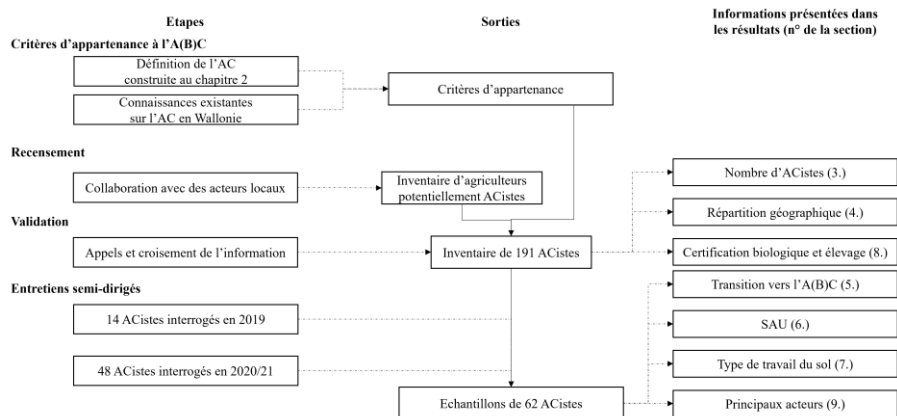 Etapes
Sorties
Informations présentées dans
les résultats (n° de la section)
Critères d'appartenance à l'A(B)C
Définition de l'AC
construite au chapitre 2
Connaissances existantes
sur l'AC en Wallonie
Critères d'appartenance
Recensement
Collaboration avec des acteurs locaux
Inventaire d'agriculteurs
potentiellement ACistes
Validation
Appels et croisement de l'information
Inventaire de 191 ACistes
Entretiens semi-dirigés
14 ACistes interrogés en 2019
48 ACistes interrogés en 2020/21
Echantillons de 62 ACistes
Nombre d'ACistes (3.)
Répartition géographique (4.)
Certification biologique et élevage (8.)
Transition vers l'A(B)C (5.)
SAU (6.)
Type de travail du sol (7.)
Principaux acteurs (9.)